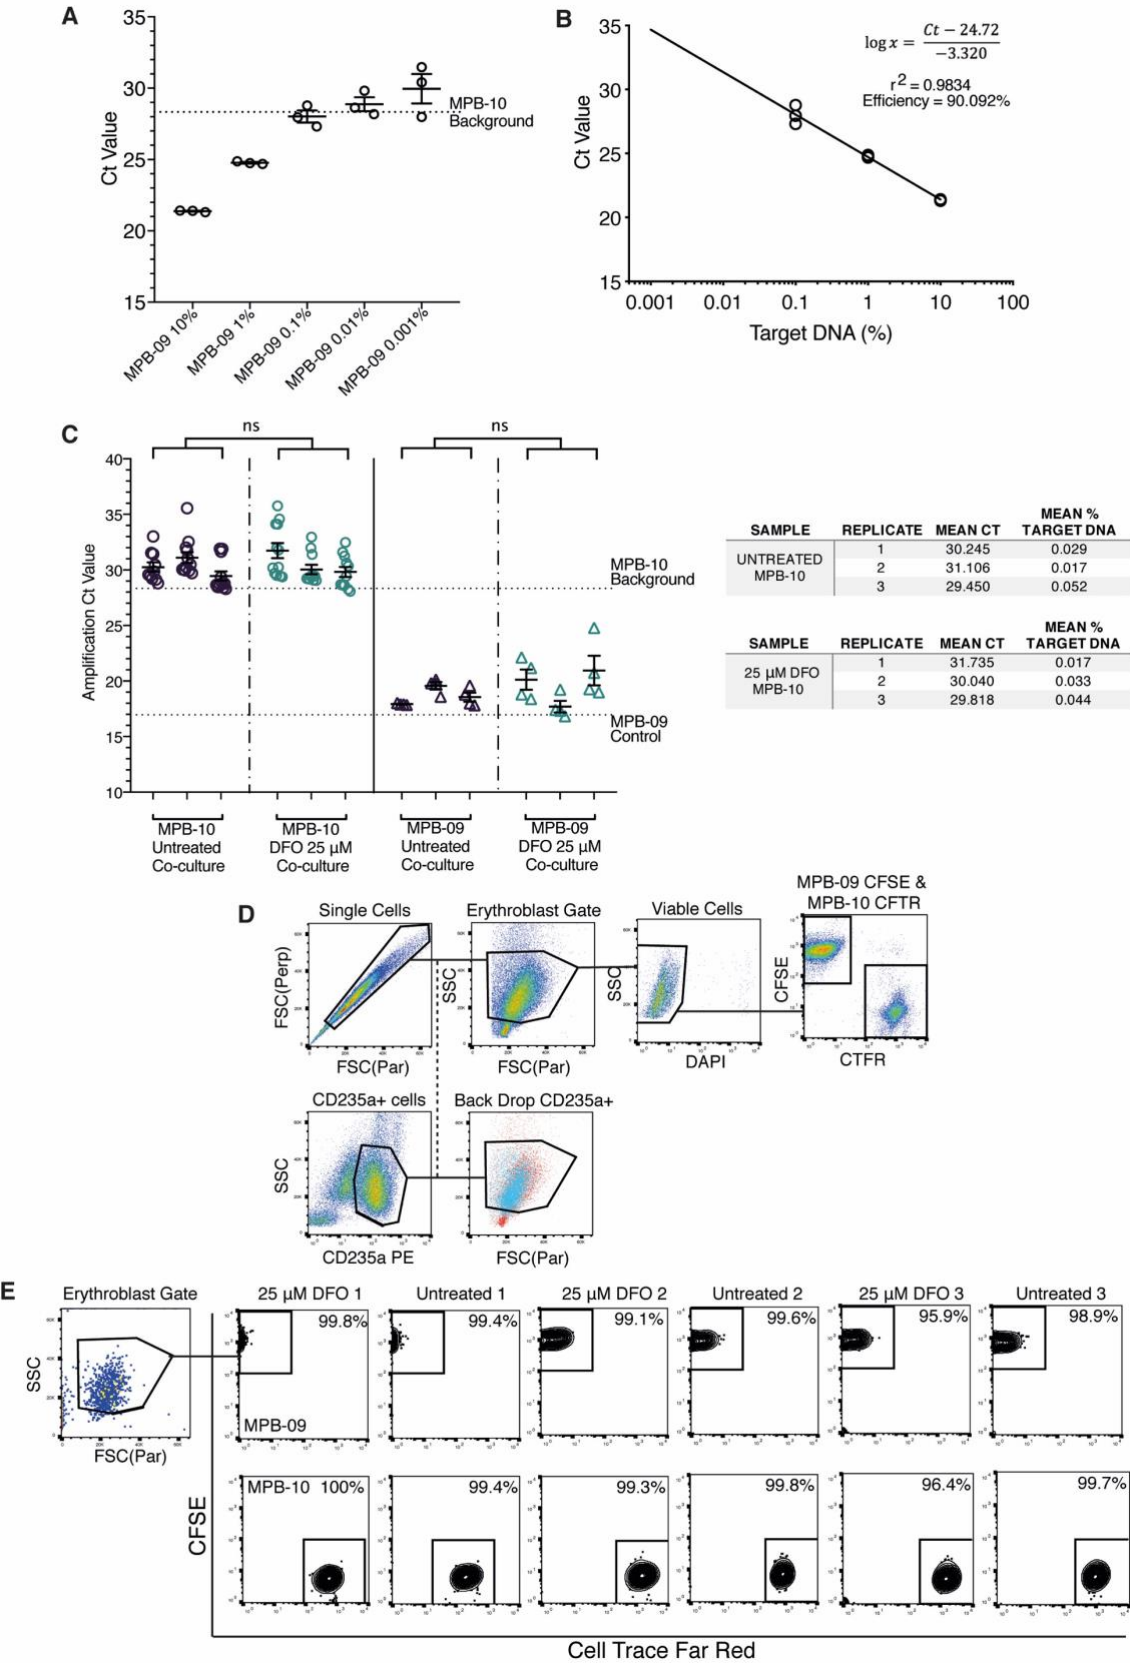 A
35
30
25
20
15
Ct Value
MPB-10
Background
MPB-09 10%
MPB-09 1%
MPB-09 0.1%
MPB-09 0.01%
MPB-09 0.001%
B
35
30
25
20
15
Ct Value
log x = Ct − 24.72 / −3.320
r² = 0.9834
Efficiency = 90.092%
0.001 0.01 0.1 1 10 100
Target DNA (%)
C
ns
ns
40
35
30
25
20
15
10
Amplification Ct Value
MPB-10
Background
MPB-09
Control
MPB-10
Untreated
Co-culture
MPB-10
DFO 25 µM
Co-culture
MPB-09
Untreated
Co-culture
MPB-09
DFO 25 µM
Co-culture
SAMPLE REPLICATE MEAN CT MEAN % TARGET DNA
UNTREATED MPB-10
1 30.245 0.029
2 31.106 0.017
3 29.450 0.052
SAMPLE REPLICATE MEAN CT MEAN % TARGET DNA
25 µM DFO MPB-10
1 31.735 0.017
2 30.040 0.033
3 29.818 0.044
D
Single Cells
FSC(Perp)
FSC(Par)
Erythroblast Gate
SSC
FSC(Par)
Viable Cells
SSC
DAPI
MPB-09 CFSE &
MPB-10 CFTR
CFSE
CTFR
CD235a+ cells
SSC
CD235a PE
Back Drop CD235a+
FSC(Par)
E
Erythroblast Gate
SSC
FSC(Par)
25 µM DFO 1
Untreated 1
25 µM DFO 2
Untreated 2
25 µM DFO 3
Untreated 3
99.8%
99.4%
99.1%
99.6%
95.9%
98.9%
MPB-09
MPB-10 100%
99.4%
99.3%
99.8%
96.4%
99.7%
CFSE
Cell Trace Far Red